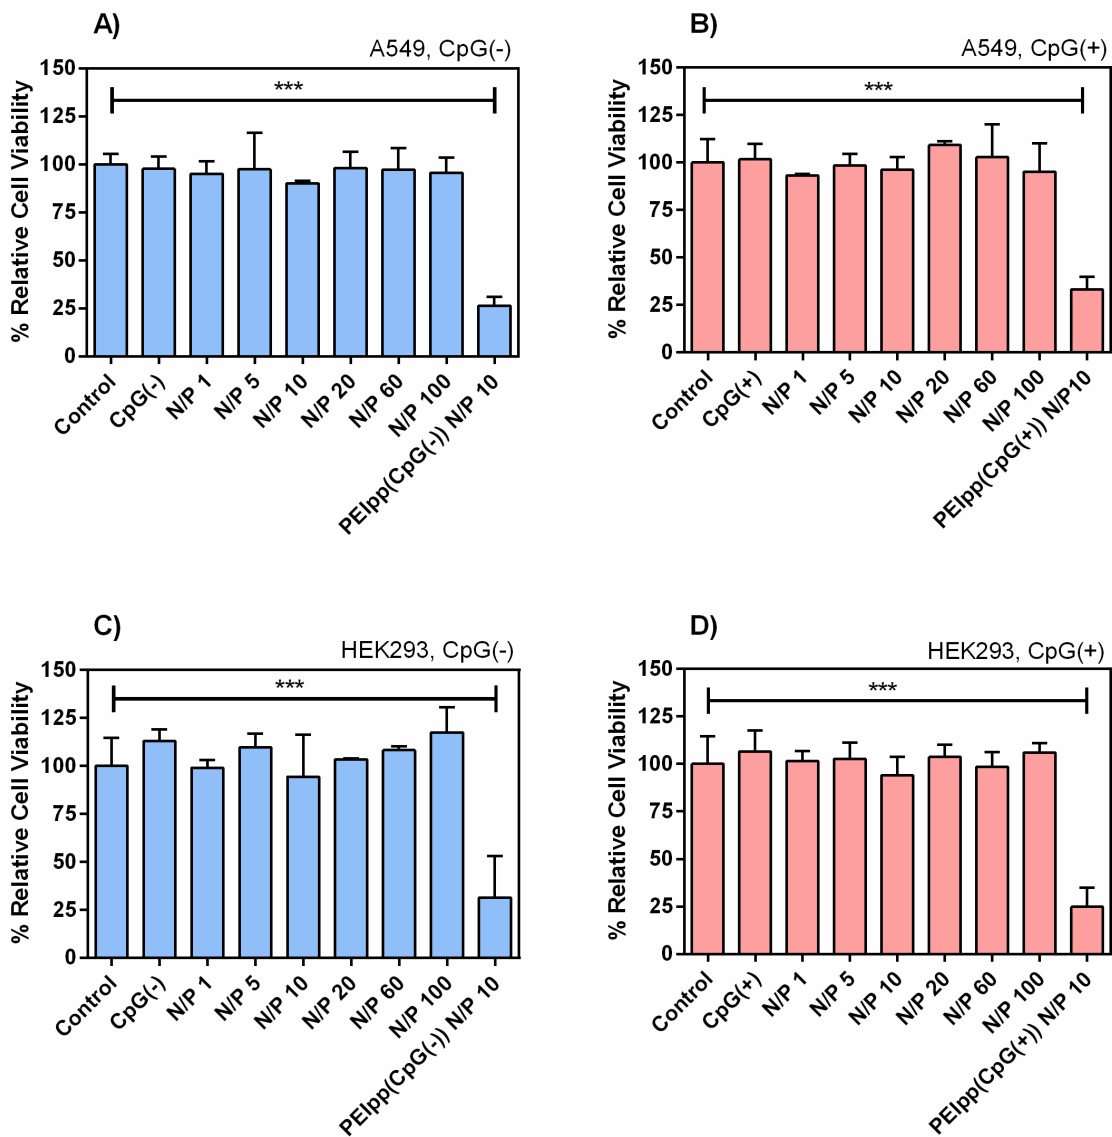 A)
A549, CpG(-)
% Relative Cell Viability
150
125
100
75
50
25
0
***
Control
CpG(-)
N/P 1
N/P 5
N/P 10
N/P 20
N/P 60
N/P 100
PEIpp(CpG(-)) N/P 10
B)
A549, CpG(+)
% Relative Cell Viability
150
125
100
75
50
25
0
***
Control
CpG(+)
N/P 1
N/P 5
N/P 10
N/P 20
N/P 60
N/P 100
PEIpp(CpG(+)) N/P10
C)
HEK293, CpG(-)
% Relative Cell Viability
150
125
100
75
50
25
0
***
Control
CpG(-)
N/P 1
N/P 5
N/P 10
N/P 20
N/P 60
N/P 100
PEIpp(CpG(-)) N/P 10
D)
HEK293, CpG(+)
% Relative Cell Viability
150
125
100
75
50
25
0
***
Control
CpG(+)
N/P 1
N/P 5
N/P 10
N/P 20
N/P 60
N/P 100
PEIpp(CpG(+)) N/P 10